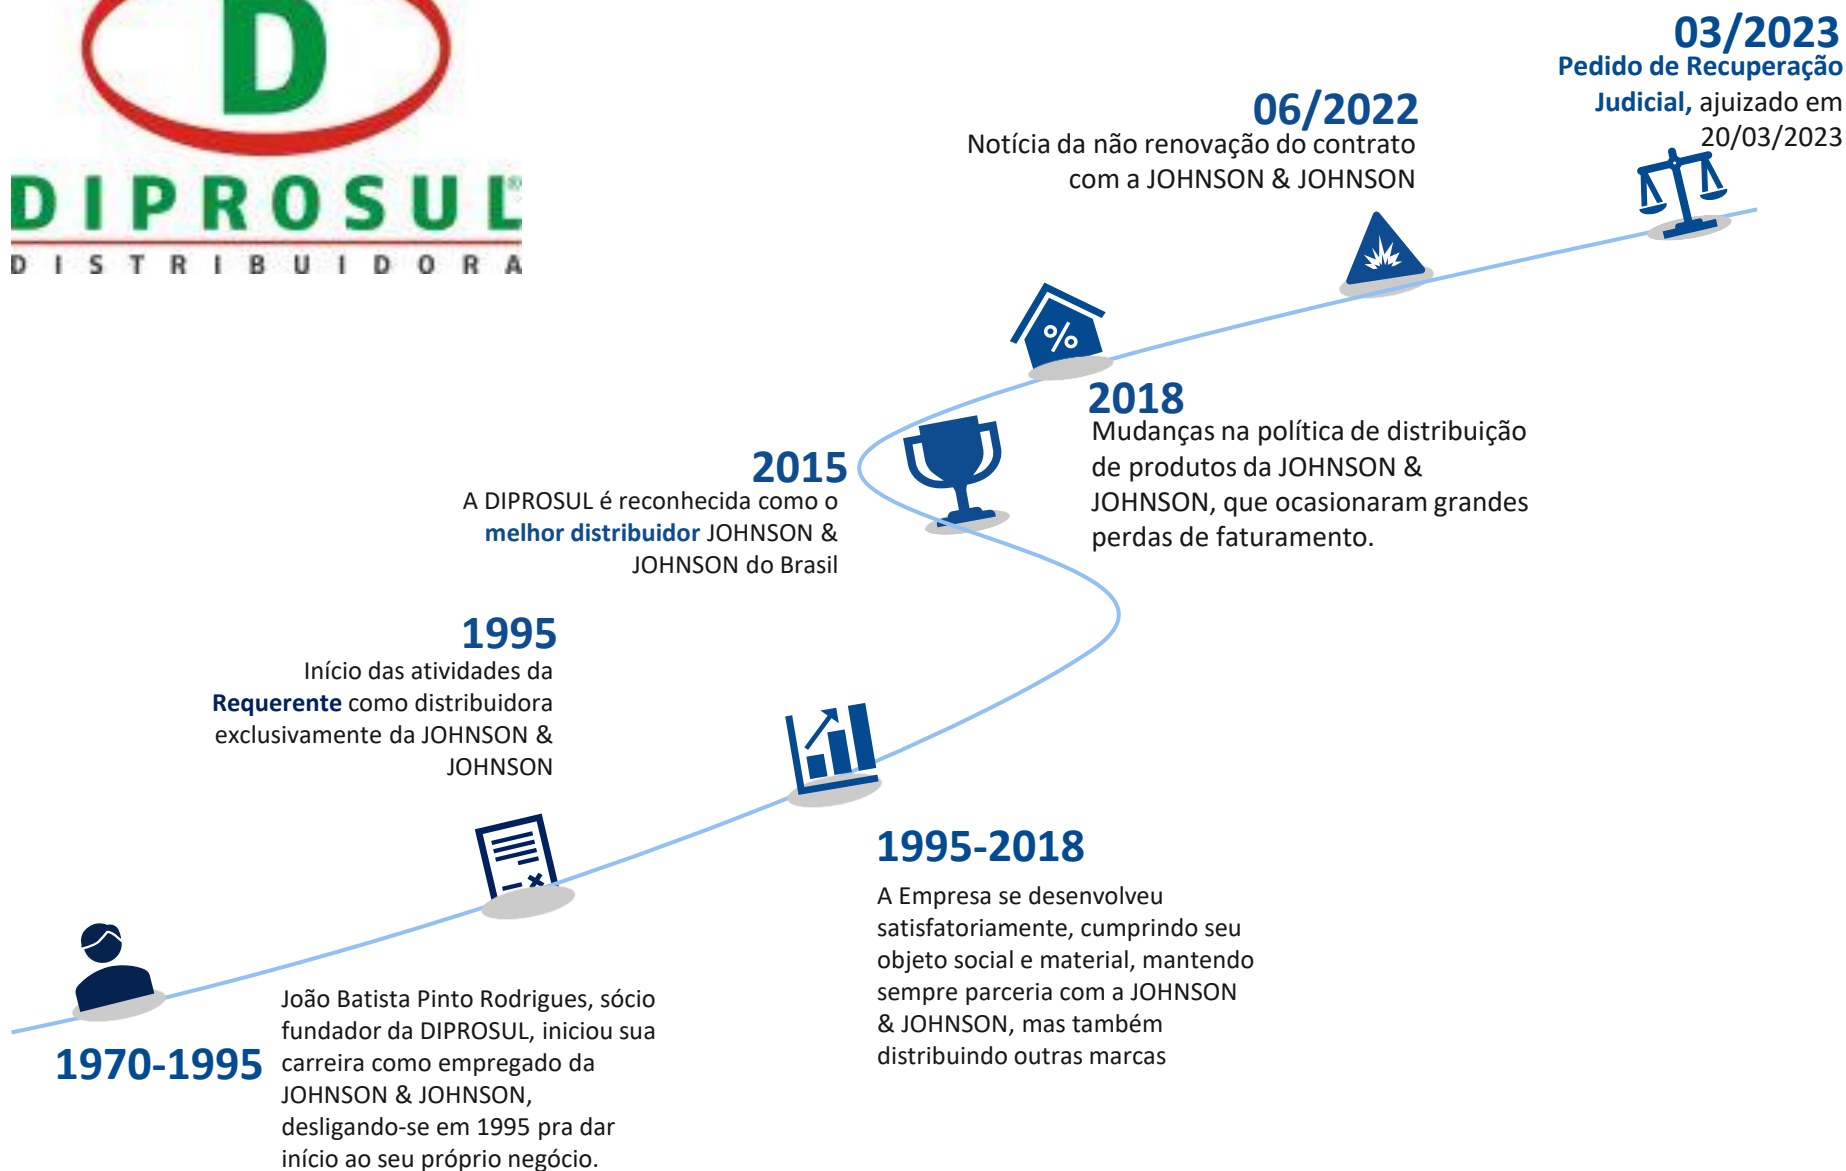 D
DIPROSUL®
DISTRIBUIDORA
03/2023
Pedido de Recuperação
Judicial, ajuizado em
20/03/2023
06/2022
Notícia da não renovação do contrato
com a JOHNSON & JOHNSON
%
2018
Mudanças na política de distribuição
de produtos da JOHNSON &
JOHNSON, que ocasionaram grandes
perdas de faturamento.
2015
A DIPROSUL é reconhecida como o
melhor distribuidor JOHNSON &
JOHNSON do Brasil
1995
Início das atividades da
Requerente como distribuidora
exclusivamente da JOHNSON &
JOHNSON
1995-2018
A Empresa se desenvolveu
satisfatoriamente, cumprindo seu
objeto social e material, mantendo
sempre parceria com a JOHNSON
& JOHNSON, mas também
distribuindo outras marcas
1970-1995
João Batista Pinto Rodrigues, sócio
fundador da DIPROSUL, iniciou sua
carreira como empregado da
JOHNSON & JOHNSON,
desligando-se em 1995 pra dar
início ao seu próprio negócio.